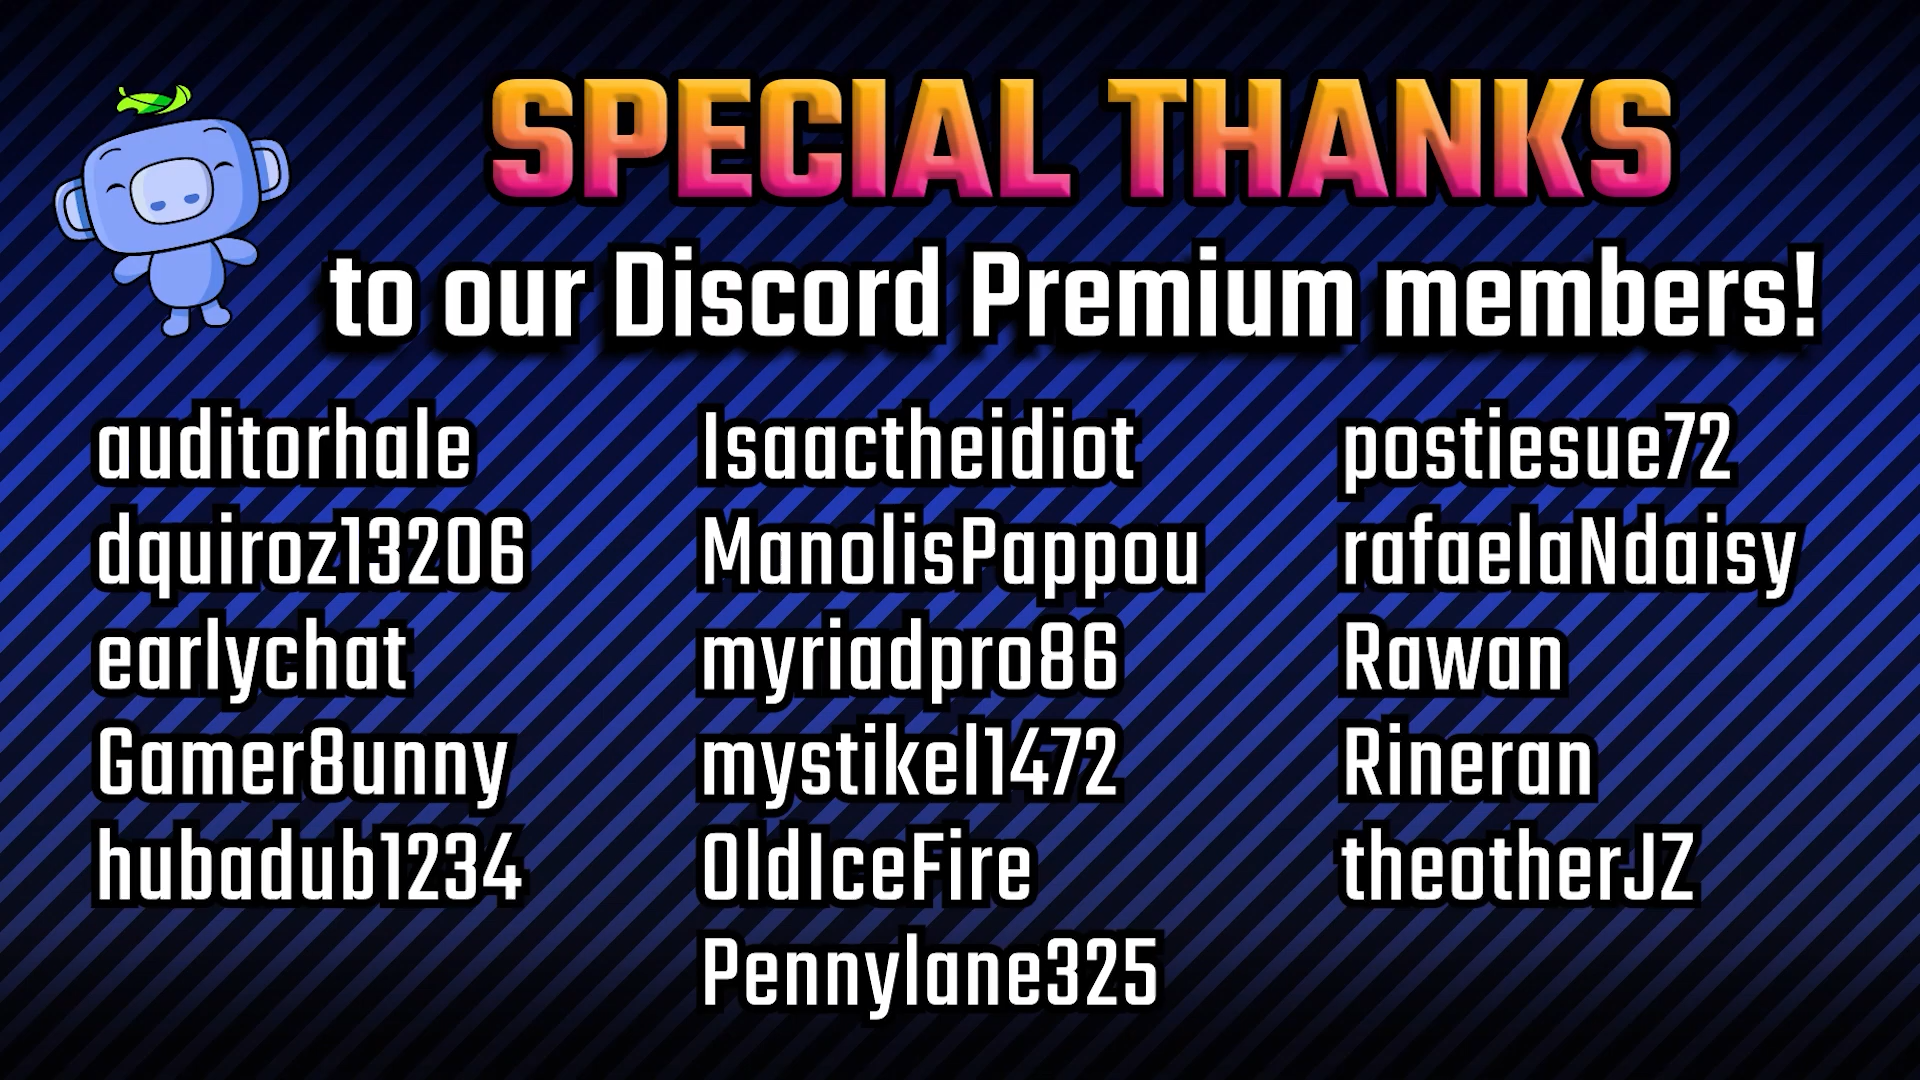 SPECIAL THANKS
to our Discord Premium members!
auditorhale
dquiroz13206
earlychat
Gamer8unny
hubadub1234
Isaactheidiot
ManolisPappou
myriadpro86
mystikel1472
OldIceFire
Pennylane325
postiesue72
rafaelaNdaisy
Rawan
Rineran
theotherJZ